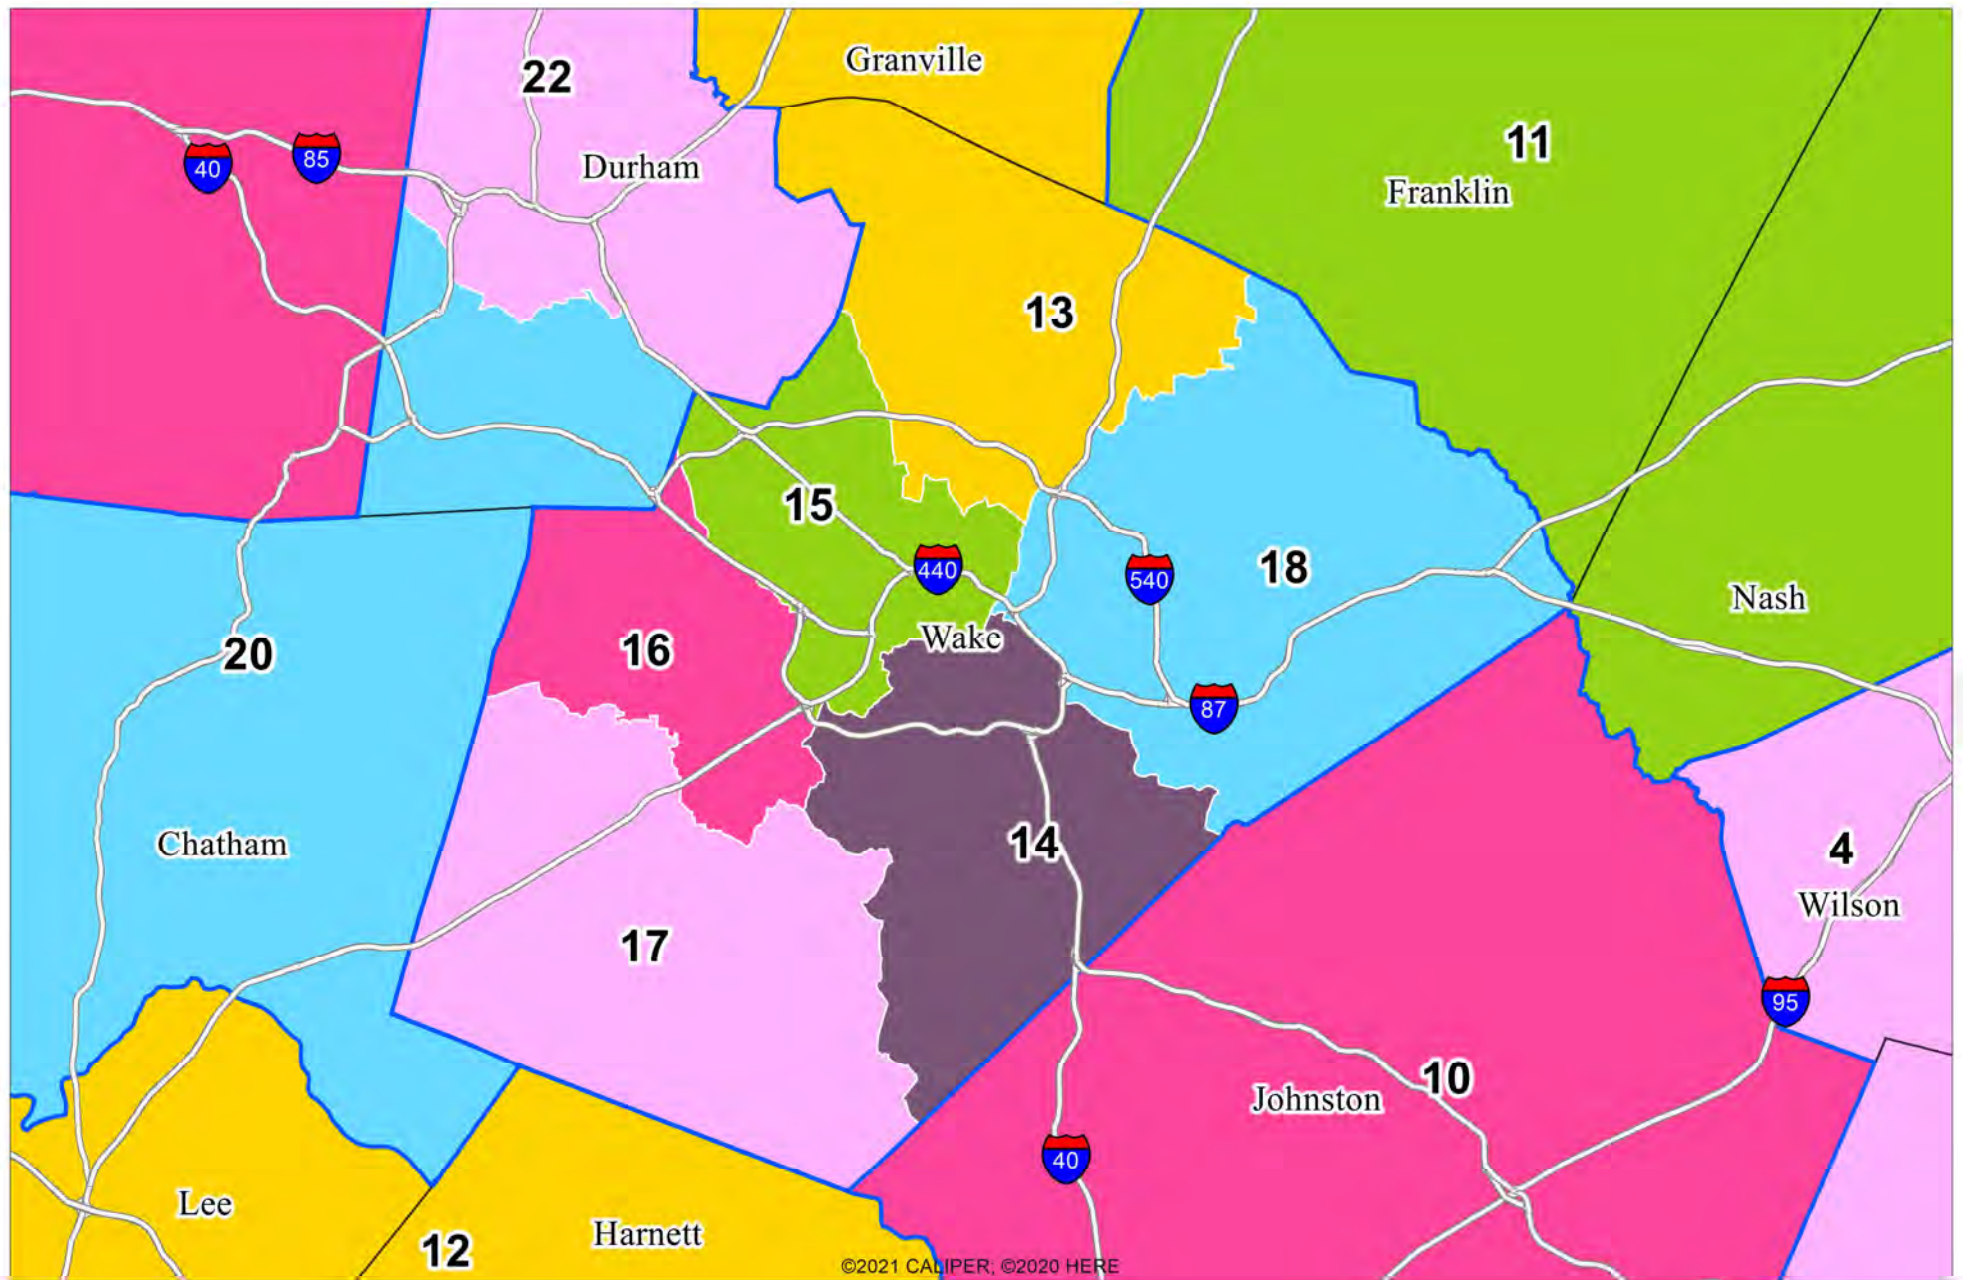 Granville
22
11
Durham
Franklin
40
85
13
15
440
540
18
Nash
Wake
16
20
87
Chatham
14
4
Wilson
17
95
10
Johnston
40
Lee
12
Harnett
©2021 CALIPER; ©2020 HERE